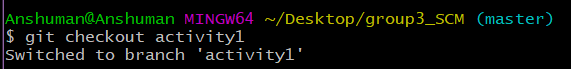 Anshuman@Anshuman MINGW64 ~/Desktop/group3_SCM (master)
$ git checkout activity1
Switched to branch 'activity1'